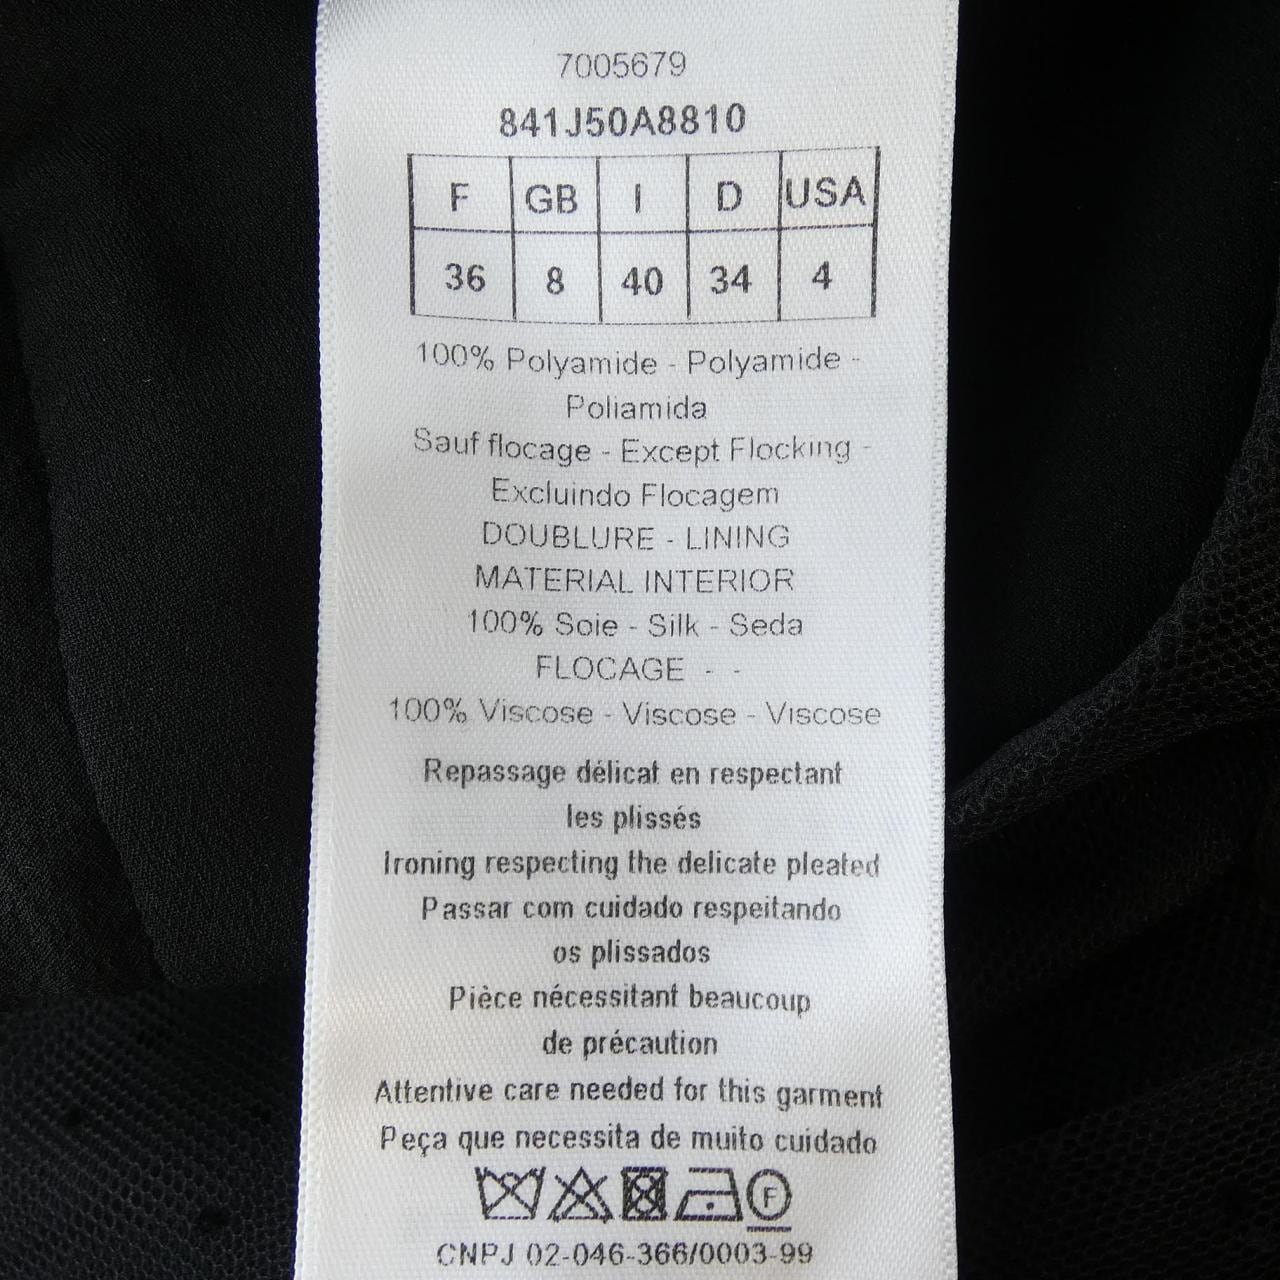 7005679
841J50A8810
F GB I D USA
36 8 40 34 4
100% Polyamide - Polyamide -
Poliamida
Sauf flocage - Except Flocking -
Excluindo Flocagem
DOUBLURE - LINING
MATERIAL INTERIOR
100% Soie - Silk - Seda
FLOCAGE - -
100% Viscose - Viscose - Viscose
Repassage délicat en respectant
les plissés
Ironing respecting the delicate pleated
Passar com cuidado respeitando
os plissados
Pièce nécessitant beaucoup
de précaution
Attentive care needed for this garment
Peça que necessita de muito cuidado
F
CNPJ 02-046-366/0003-99